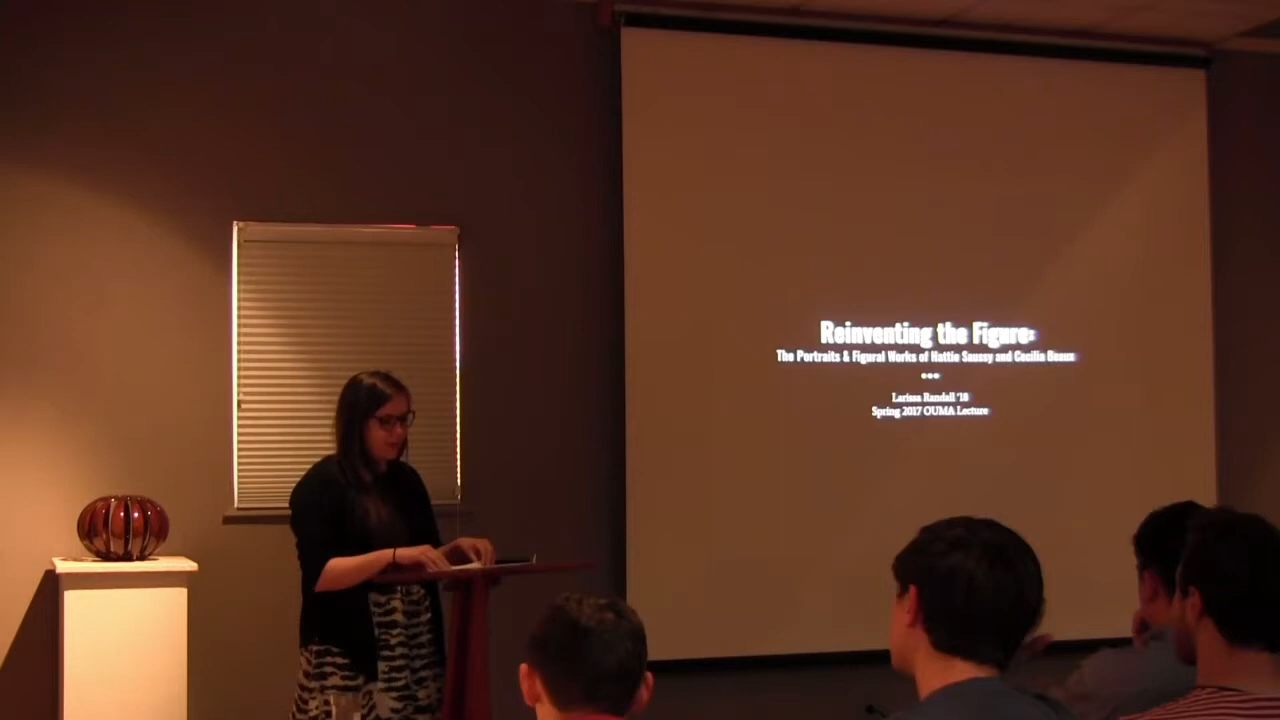 Reinventing the Figure:
The Portraits & Figural Works of Hattie Saussy and Cecilia Beaux
Larissa Randall '18
Spring 2017 OUMA Lecture